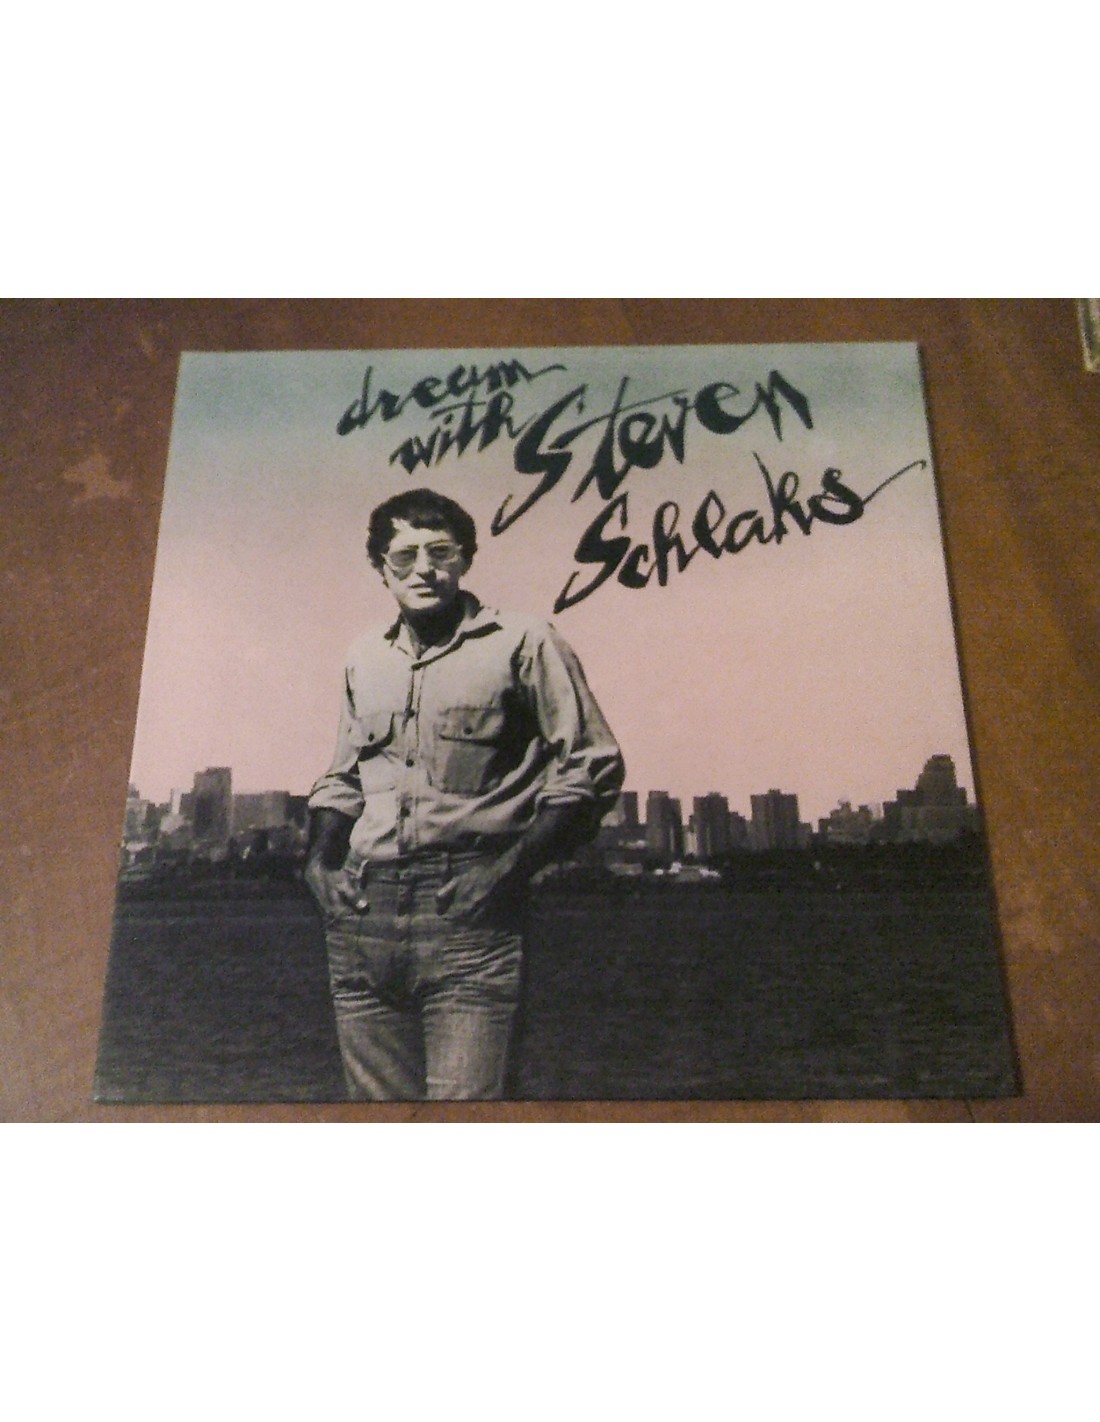 dream
with Steven
Schlaks